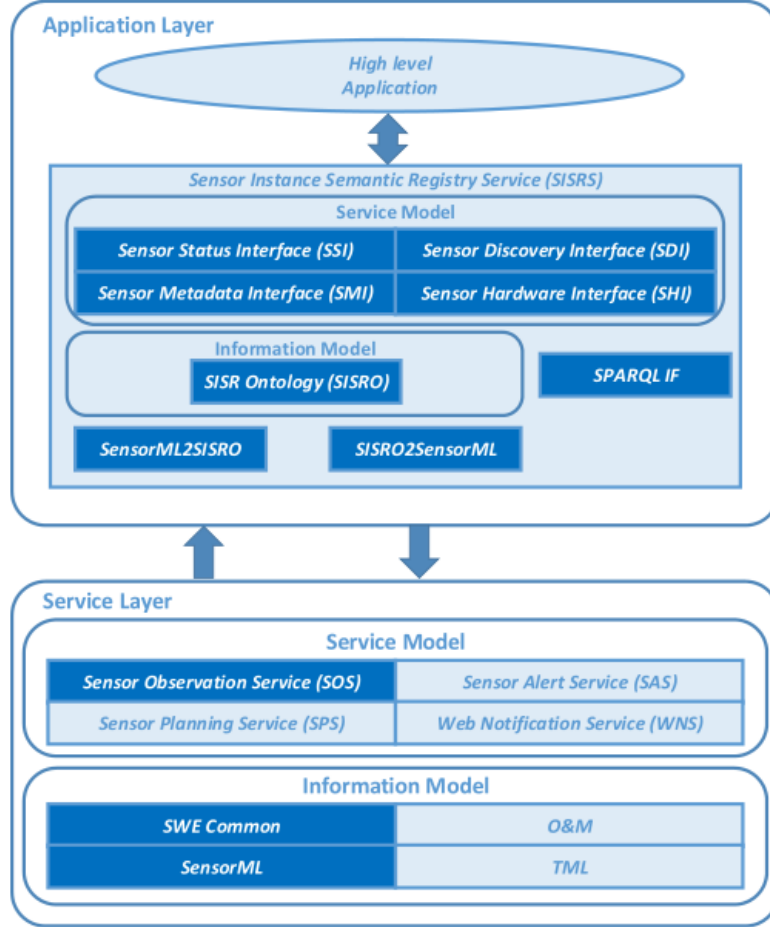 Application Layer
High level
Application
Sensor Instance Semantic Registry Service (SISRS)
Service Model
Sensor Status Interface (SSI)
Sensor Discovery Interface (SDI)
Sensor Metadata Interface (SMI)
Sensor Hardware Interface (SHI)
Information Model
SISR Ontology (SISRO)
SPARQL IF
SensorML2SISRO
SISRO2SensorML
Service Layer
Service Model
Sensor Observation Service (SOS)
Sensor Alert Service (SAS)
Sensor Planning Service (SPS)
Web Notification Service (WNS)
Information Model
SWE Common
O&M
SensorML
TML